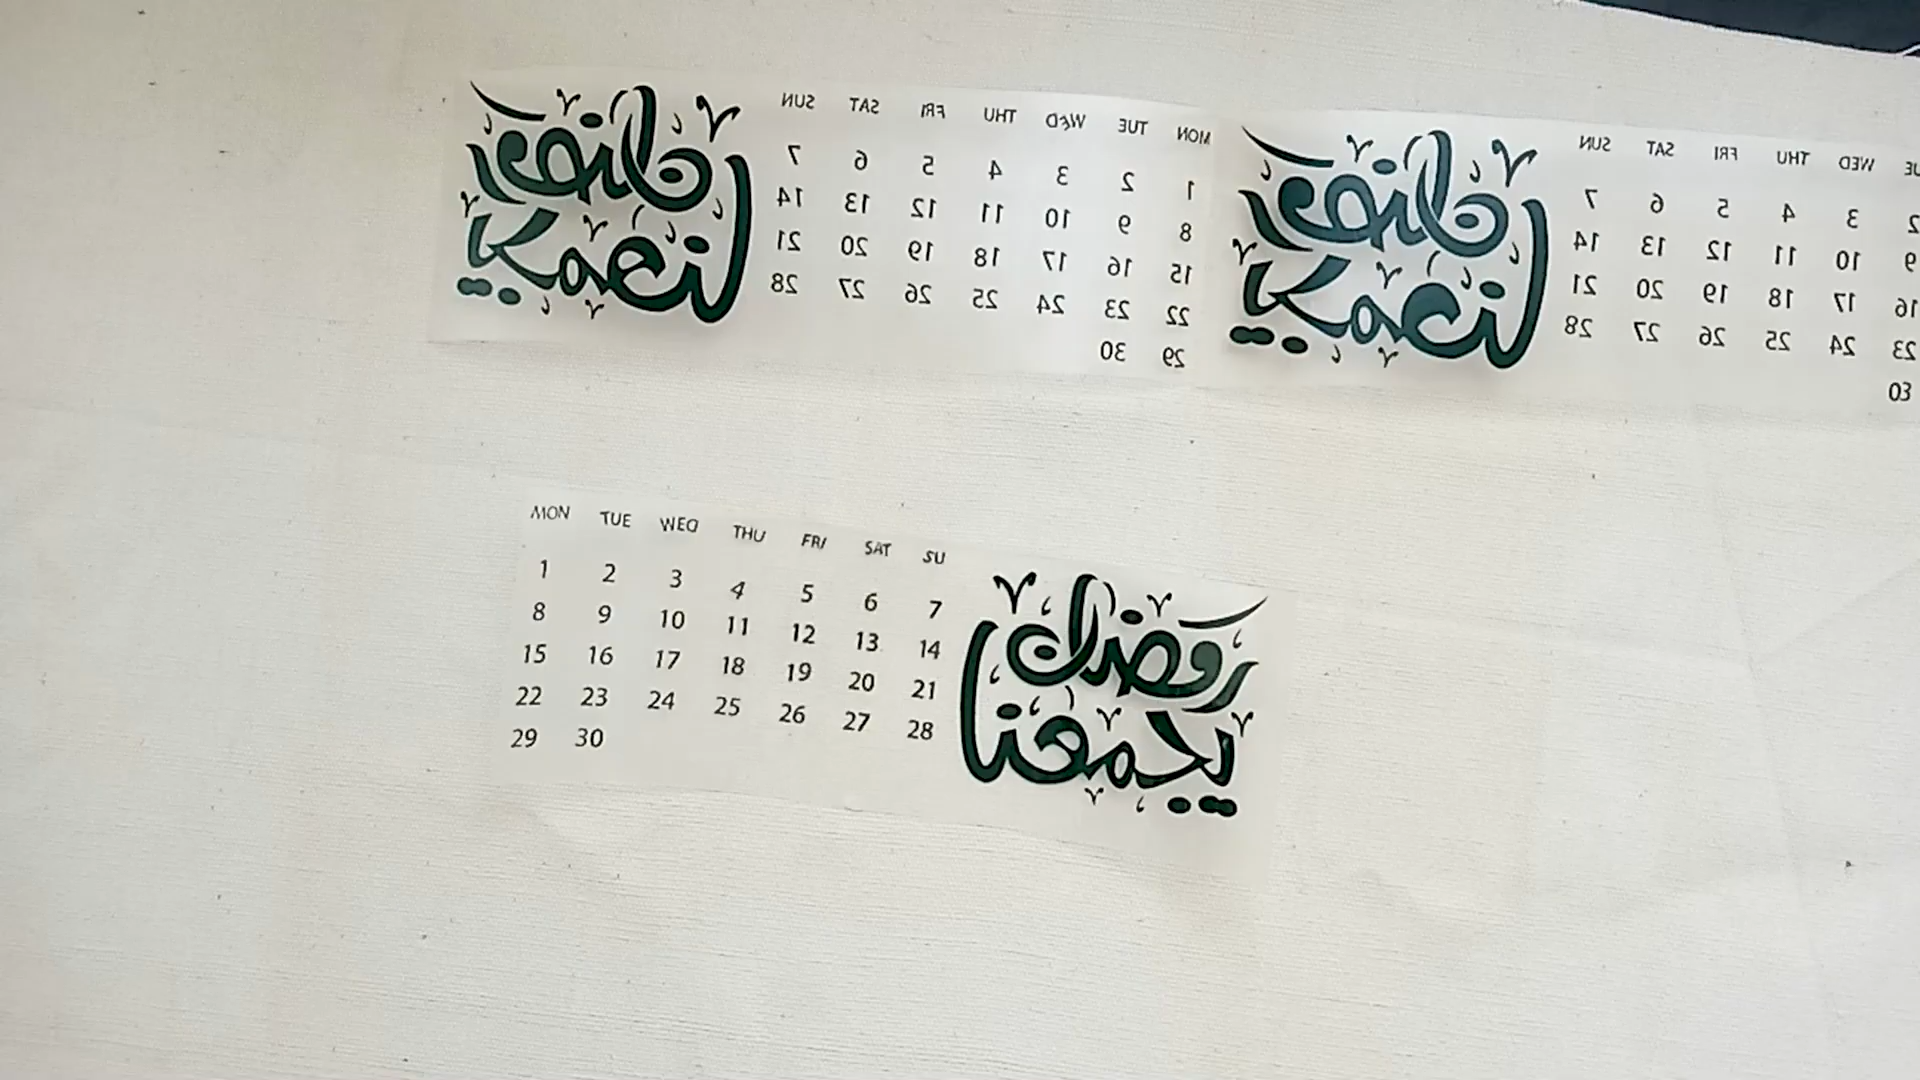 SUN SAT FRI THU WED TUE MON
7 6 5 4 3 2 1
14 13 12 11 10 9 8
21 20 19 18 17 16 15
28 27 26 25 24 23 22
30 29
رمضان
يجمعنا
SUN SAT FRI THU WED
7 6 5 4 3 2
14 13 12 11 10 9
21 20 19 18 17 16
28 27 26 25 24 23
30
رمضان
يجمعنا
MON TUE WED THU FRI SAT SU
1 2 3 4 5 6 7
8 9 10 11 12 13 14
15 16 17 18 19 20 21
22 23 24 25 26 27 28
29 30
رمضان
يجمعنا